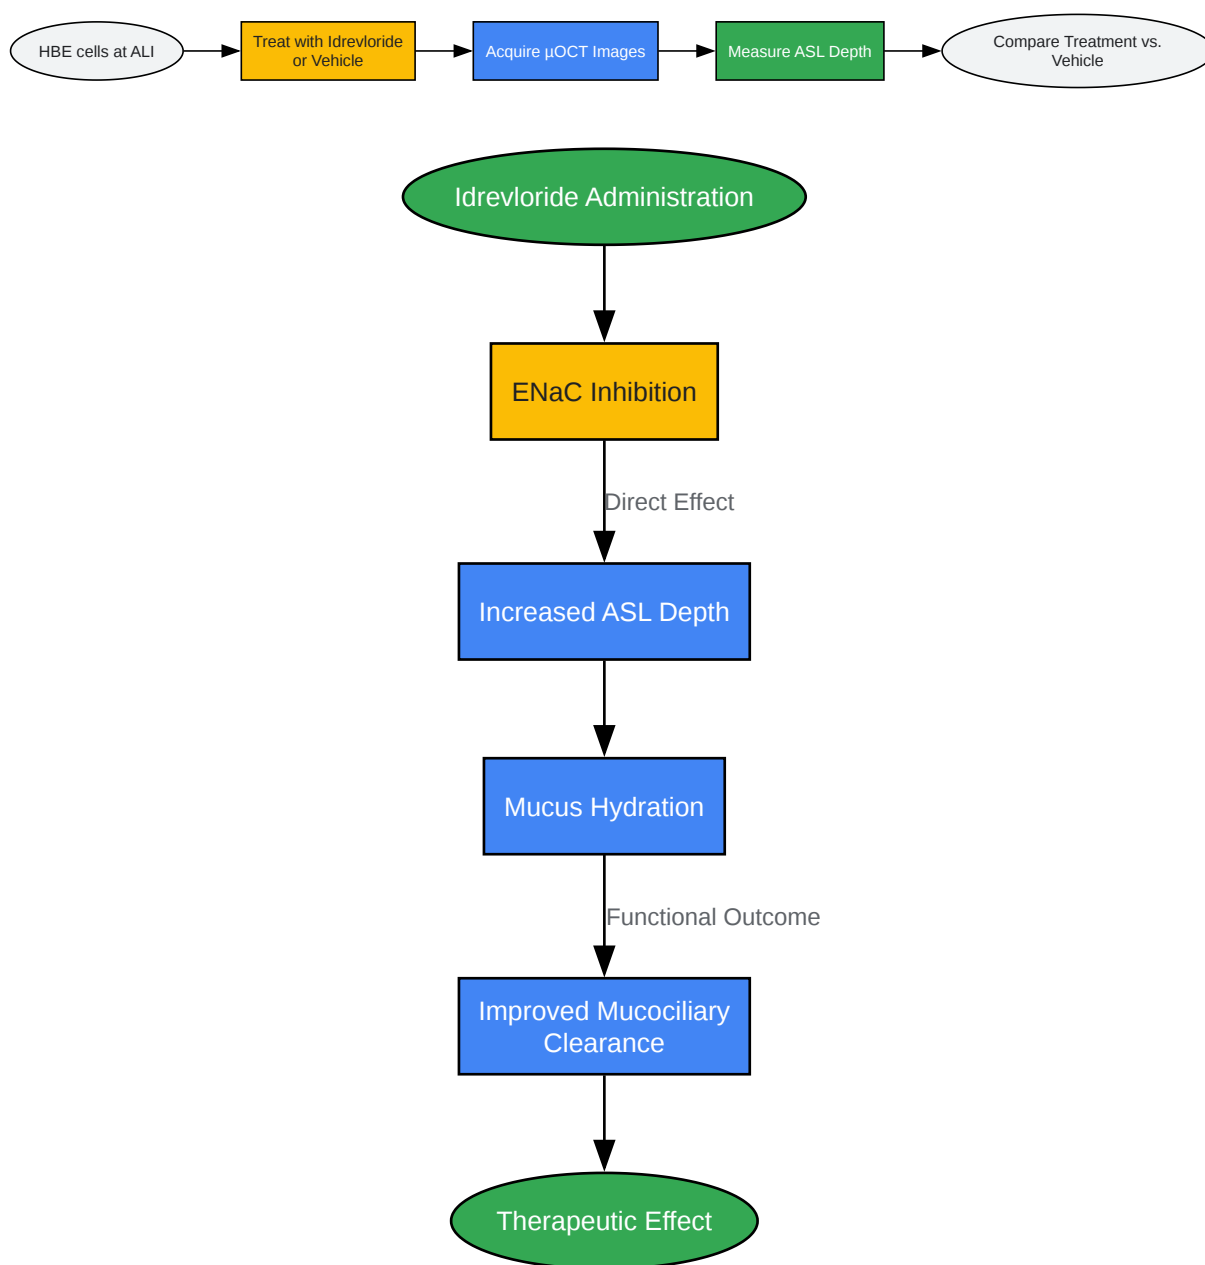 HBE cells at ALI
Treat with Idrevloride
or Vehicle
Acquire µOCT Images
Measure ASL Depth
Compare Treatment vs.
Vehicle
Idrevloride Administration
ENaC Inhibition
Direct Effect
Increased ASL Depth
Mucus Hydration
Functional Outcome
Improved Mucociliary
Clearance
Therapeutic Effect